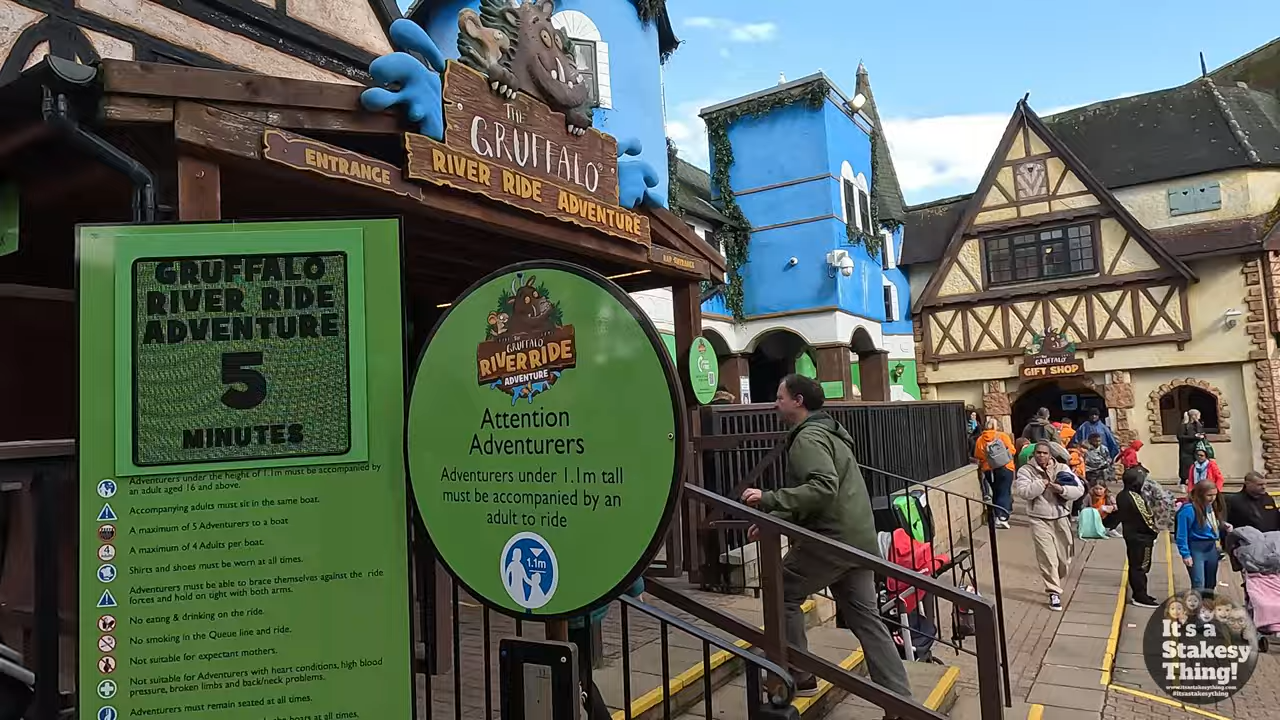 THE
GRUFFALO
RIVER RIDE ADVENTURE
ENTRANCE
GRUFFALO
RIVER RIDE
ADVENTURE
5
MINUTES
Adventurers under the height of 1.1m must be accompanied by
an adult aged 16 and above.
Accompanying adults must sit in the same boat.
A maximum of 5 Adventurers to a boat
A maximum of 4 Adults per boat.
Shirts and shoes must be worn at all times.
Adventurers must be able to brace themselves against the ride
forces and hold on tight with both arms.
No eating & drinking on the ride.
No smoking in the Queue line and ride.
Not suitable for expectant mothers.
Not suitable for Adventurers with heart conditions, high blood
pressure, broken limbs and back/neck problems.
Adventurers must remain seated at all times.
GRUFFALO
RIVER RIDE
ADVENTURE
Attention
Adventurers
Adventurers under 1.1m tall
must be accompanied by an
adult to ride
1.1m
GRUFFALO
GIFT SHOP
It's a
Stakesy
Thing!
www.itsastakesything.com
#itsastakesything